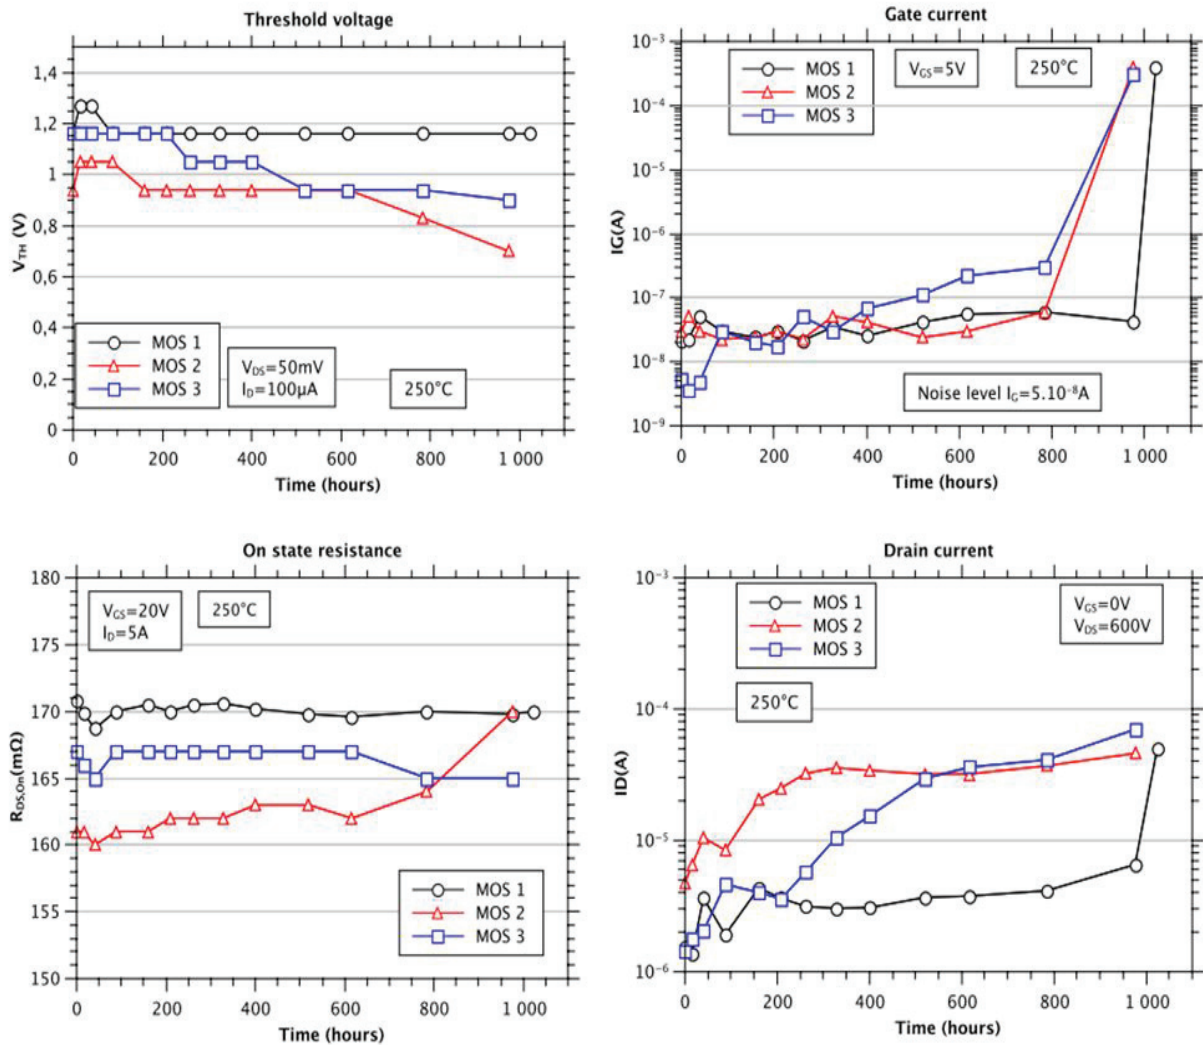 Threshold voltage
1,4
1,2
1
0,8
0,6
0,4
0,2
0
VTH (V)
MOS 1
MOS 2
MOS 3
VDS=50mV
ID=100μA
250°C
0 200 400 600 800 1 000
Time (hours)
Gate current
10⁻³
10⁻⁴
10⁻⁵
10⁻⁶
10⁻⁷
10⁻⁸
10⁻⁹
IG(A)
MOS 1
MOS 2
MOS 3
VGS=5V
250°C
Noise level IG=5.10⁻⁸A
0 200 400 600 800 1 000
Time (hours)
On state resistance
180
175
170
165
160
155
150
RDS,On(mΩ)
VGS=20V
ID=5A
250°C
MOS 1
MOS 2
MOS 3
0 200 400 600 800 1 000
Time (hours)
Drain current
10⁻³
10⁻⁴
10⁻⁵
10⁻⁶
ID(A)
MOS 1
MOS 2
MOS 3
VGS=0V
VDS=600V
250°C
0 200 400 600 800 1 000
Time (hours)